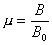 μ = B / B₀